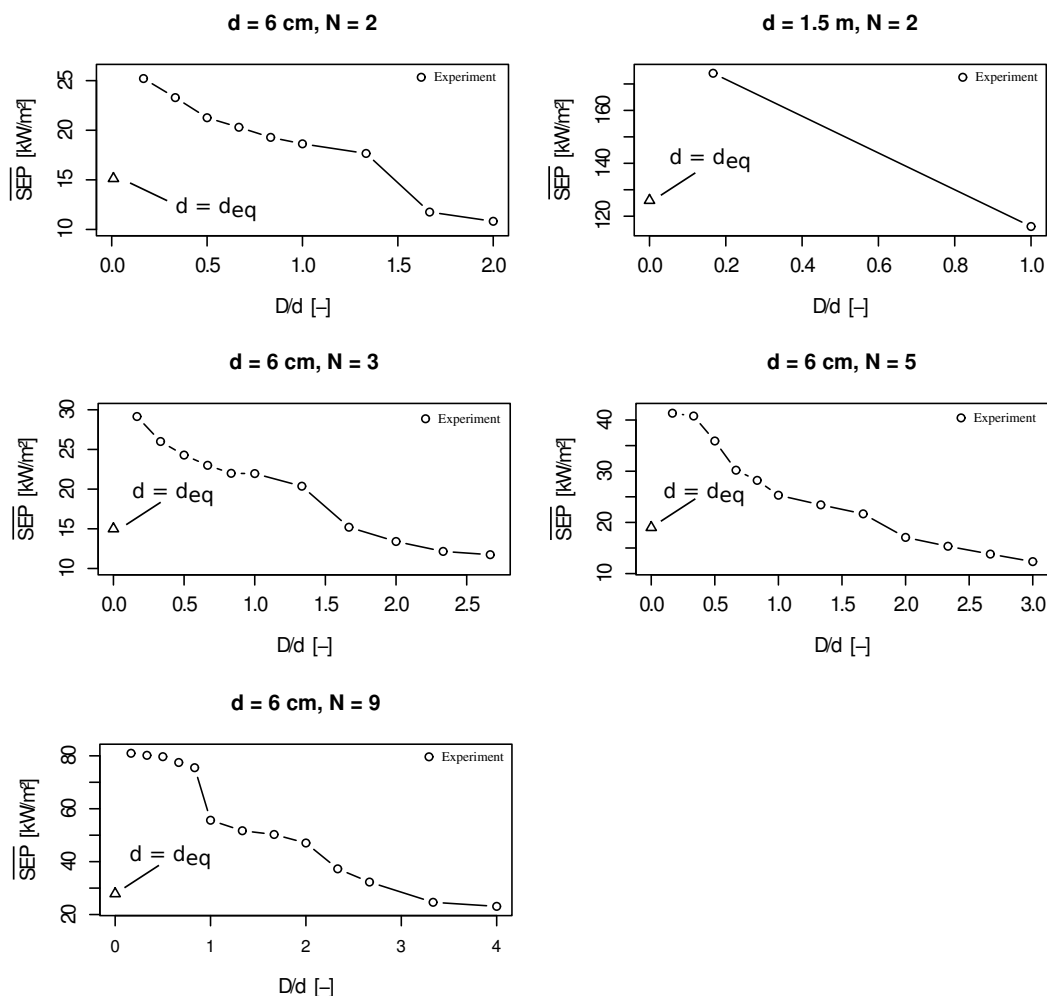 d = 6 cm, N = 2
SEP [kW/m²]
25
20
15
10
Experiment
d = deq
0.0 0.5 1.0 1.5 2.0
D/d [–]
d = 1.5 m, N = 2
SEP [kW/m²]
160
140
120
Experiment
d = deq
0.0 0.2 0.4 0.6 0.8 1.0
D/d [–]
d = 6 cm, N = 3
SEP [kW/m²]
30
25
20
15
10
Experiment
d = deq
0.0 0.5 1.0 1.5 2.0 2.5
D/d [–]
d = 6 cm, N = 5
SEP [kW/m²]
40
30
20
10
Experiment
d = deq
0.0 0.5 1.0 1.5 2.0 2.5 3.0
D/d [–]
d = 6 cm, N = 9
SEP [kW/m²]
80
60
40
20
Experiment
d = deq
0 1 2 3 4
D/d [–]